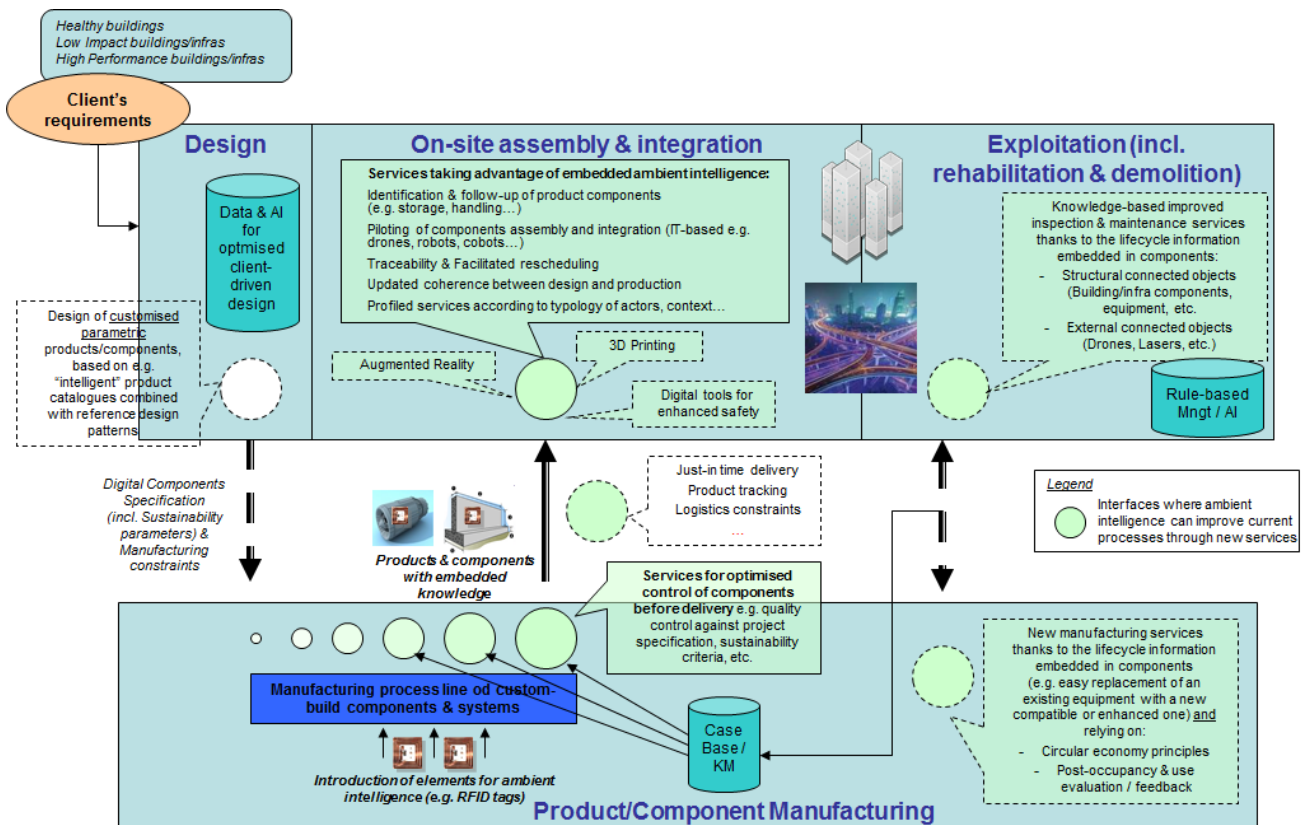 Healthy buildings
Low Impact buildings/infras
High Performance buildings/infras
Client's
requirements
Design
Data & AI
for
optmised
client-
driven
design
Design of customised
parametric
products/components,
based on e.g.
"intelligent" product
catalogues combined
with reference design
patterns
On-site assembly & integration
Services taking advantage of embedded ambient intelligence:
Identification & follow-up of product components
(e.g. storage, handling…)
Piloting of components assembly and integration (IT-based e.g.
drones, robots, cobots…)
Traceability & Facilitated rescheduling
Updated coherence between design and production
Profiled services according to typology of actors, context…
3D Printing
Augmented Reality
Digital tools for
enhanced safety
Exploitation (incl.
rehabilitation & demolition)
Knowledge-based improved
inspection & maintenance services
thanks to the lifecycle information
embedded in components:
- Structural connected objects
(Building/infra components,
equipment, etc.
- External connected objects
(Drones, Lasers, etc.)
Rule-based
Mngt / AI
Digital Components
Specification
(incl. Sustainability
parameters) &
Manufacturing
constraints
Products & components
with embedded
knowledge
Just-in time delivery
Product tracking
Logistics constraints
…
Legend
Interfaces where ambient
intelligence can improve current
processes through new services
Services for optimised
control of components
before delivery e.g. quality
control against project
specification, sustainability
criteria, etc.
Manufacturing process line od custom-
build components & systems
Introduction of elements for ambient
intelligence (e.g. RFID tags)
Case
Base /
KM
New manufacturing services
thanks to the lifecycle information
embedded in components
(e.g. easy replacement of an
existing equipment with a new
compatible or enhanced one) and
relying on:
- Circular economy principles
- Post-occupancy & use
evaluation / feedback
Product/Component Manufacturing